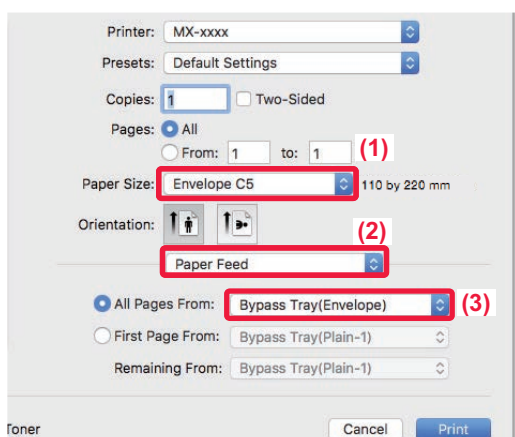 Printer: MX-xxxx
Presets: Default Settings
Copies: 1 Two-Sided
Pages: All
From: 1 to: 1 (1)
Paper Size: Envelope C5 110 by 220 mm
Orientation:
(2)
Paper Feed
All Pages From: Bypass Tray(Envelope) (3)
First Page From: Bypass Tray(Plain-1)
Remaining From: Bypass Tray(Plain-1)
Toner Cancel Print